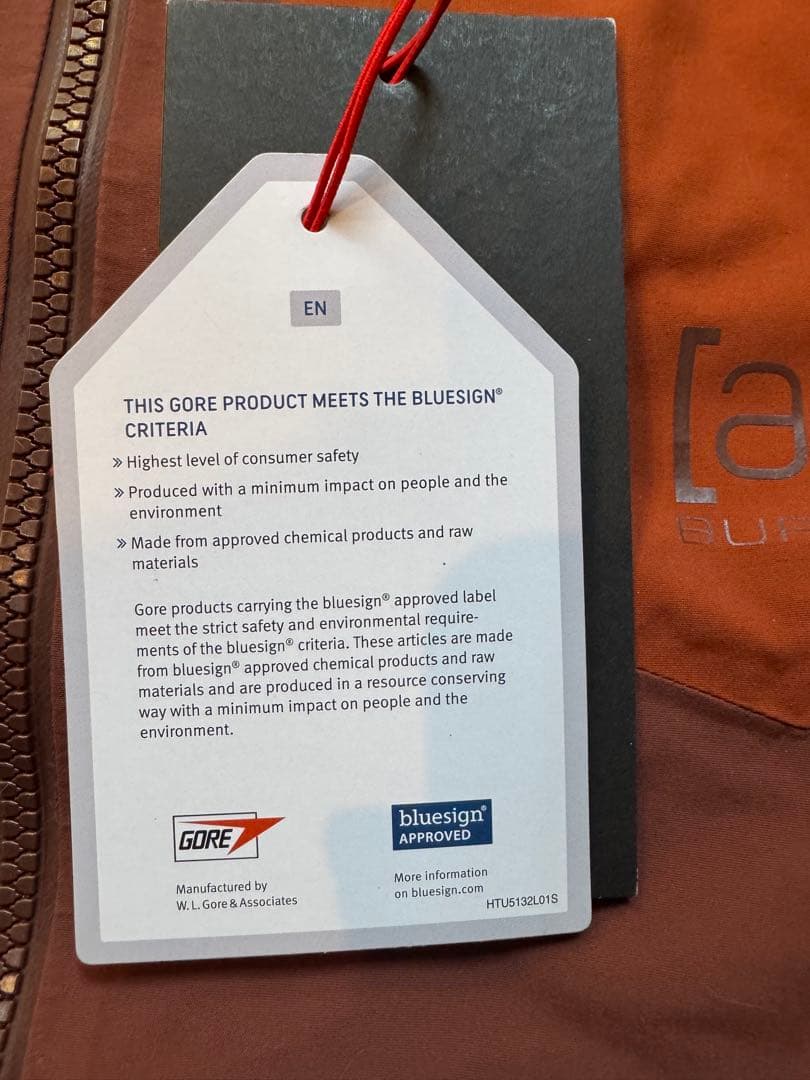 EN
THIS GORE PRODUCT MEETS THE BLUESIGN®
CRITERIA
» Highest level of consumer safety
» Produced with a minimum impact on people and the
environment
» Made from approved chemical products and raw
materials
Gore products carrying the bluesign® approved label
meet the strict safety and environmental require-
ments of the bluesign® criteria. These articles are made
from bluesign® approved chemical products and raw
materials and are produced in a resource conserving
way with a minimum impact on people and the
environment.
GORE
Manufactured by
W. L. Gore & Associates
bluesign®
APPROVED
More information
on bluesign.com
HTU5132L01S
[a
BUR